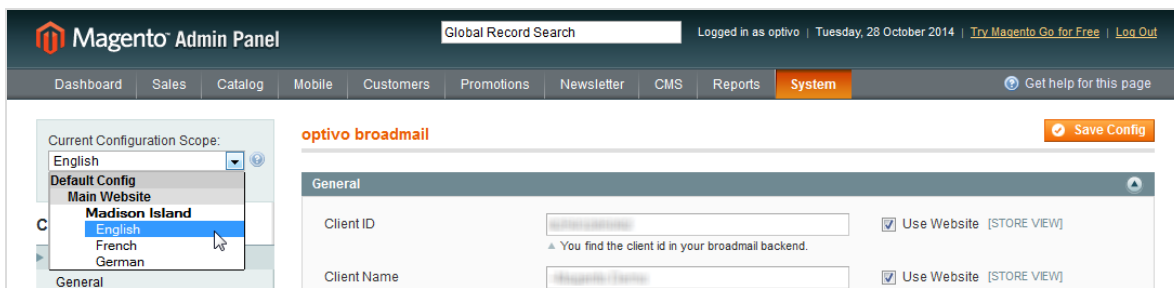 Magento Admin Panel
Global Record Search
Logged in as optivo | Tuesday, 28 October 2014 | Try Magento Go for Free | Log Out
Dashboard Sales Catalog Mobile Customers Promotions Newsletter CMS Reports System Get help for this page
Current Configuration Scope:
English
Default Config
Main Website
Madison Island
English
French
German
General
optivo broadmail
Save Config
General
Client ID
Use Website [STORE VIEW]
You find the client id in your broadmail backend.
Client Name
Use Website [STORE VIEW]